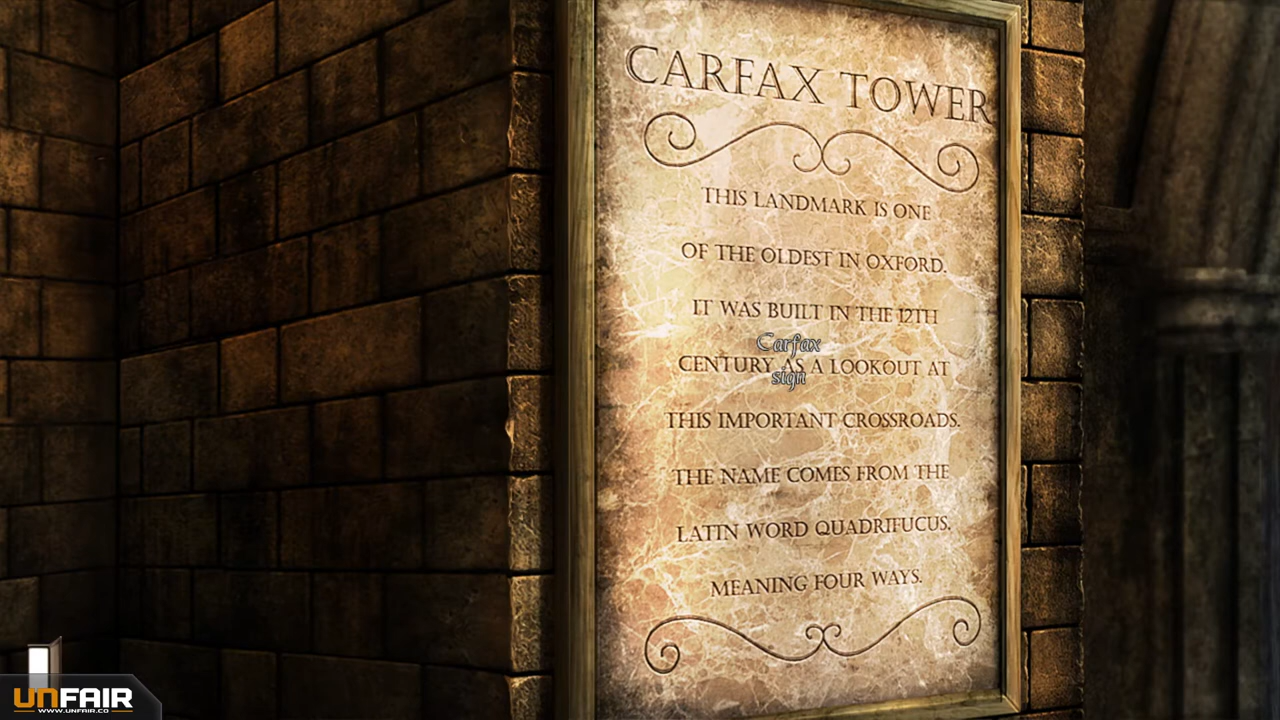 CARFAX TOWER
THIS LANDMARK IS ONE
OF THE OLDEST IN OXFORD.
IT WAS BUILT IN THE 12TH
Carfax
CENTURY AS A LOOKOUT AT
sign
THIS IMPORTANT CROSSROADS.
THE NAME COMES FROM THE
LATIN WORD QUADRIFUCUS,
MEANING FOUR WAYS.
UNFAIR
WWW.UNFAIR.CO